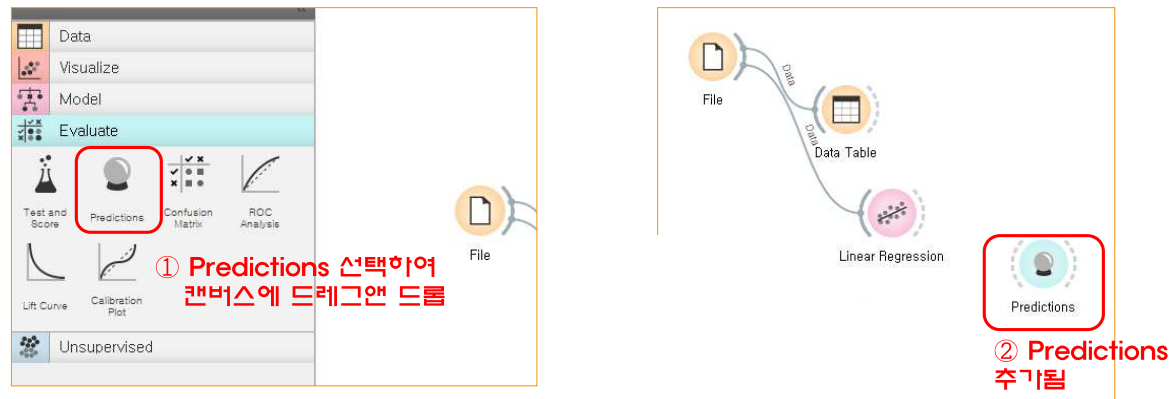 Data
Visualize
Model
Evaluate
Test and
Score
Predictions
Confusion
Matrix
ROC
Analysis
Lift Curve
Calibration
Plot
Unsupervised
File
① Predictions 선택하여
캔버스에 드레그앤 드롭
File
Data
Data
Data Table
Linear Regression
Predictions
② Predictions
추가됨